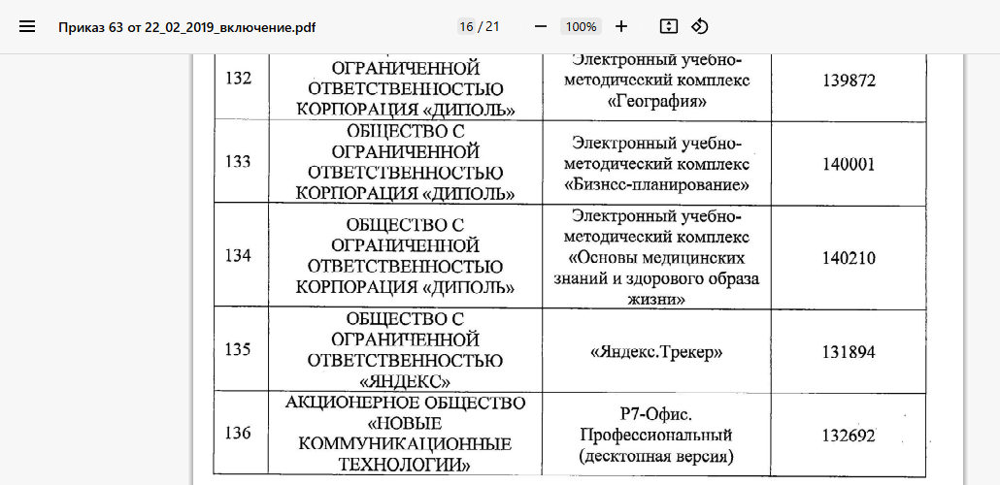 Приказ 63 от 22_02_2019_включение.pdf
16 / 21
100%
132
ОГРАНИЧЕННОЙ
ОТВЕТСТВЕННОСТЬЮ
КОРПОРАЦИЯ «ДИПОЛЬ»
Электронный учебно-
методический комплекс
«География»
139872
133
ОБЩЕСТВО С
ОГРАНИЧЕННОЙ
ОТВЕТСТВЕННОСТЬЮ
КОРПОРАЦИЯ «ДИПОЛЬ»
Электронный учебно-
методический комплекс
«Бизнес-планирование»
140001
134
ОБЩЕСТВО С
ОГРАНИЧЕННОЙ
ОТВЕТСТВЕННОСТЬЮ
КОРПОРАЦИЯ «ДИПОЛЬ»
Электронный учебно-
методический комплекс
«Основы медицинских
знаний и здорового образа
жизни»
140210
135
ОБЩЕСТВО С
ОГРАНИЧЕННОЙ
ОТВЕТСТВЕННОСТЬЮ
«ЯНДЕКС»
«Яндекс.Трекер»
131894
136
АКЦИОНЕРНОЕ ОБЩЕСТВО
«НОВЫЕ
КОММУНИКАЦИОННЫЕ
ТЕХНОЛОГИИ»
Р7-Офис.
Профессиональный
(десктопная версия)
132692